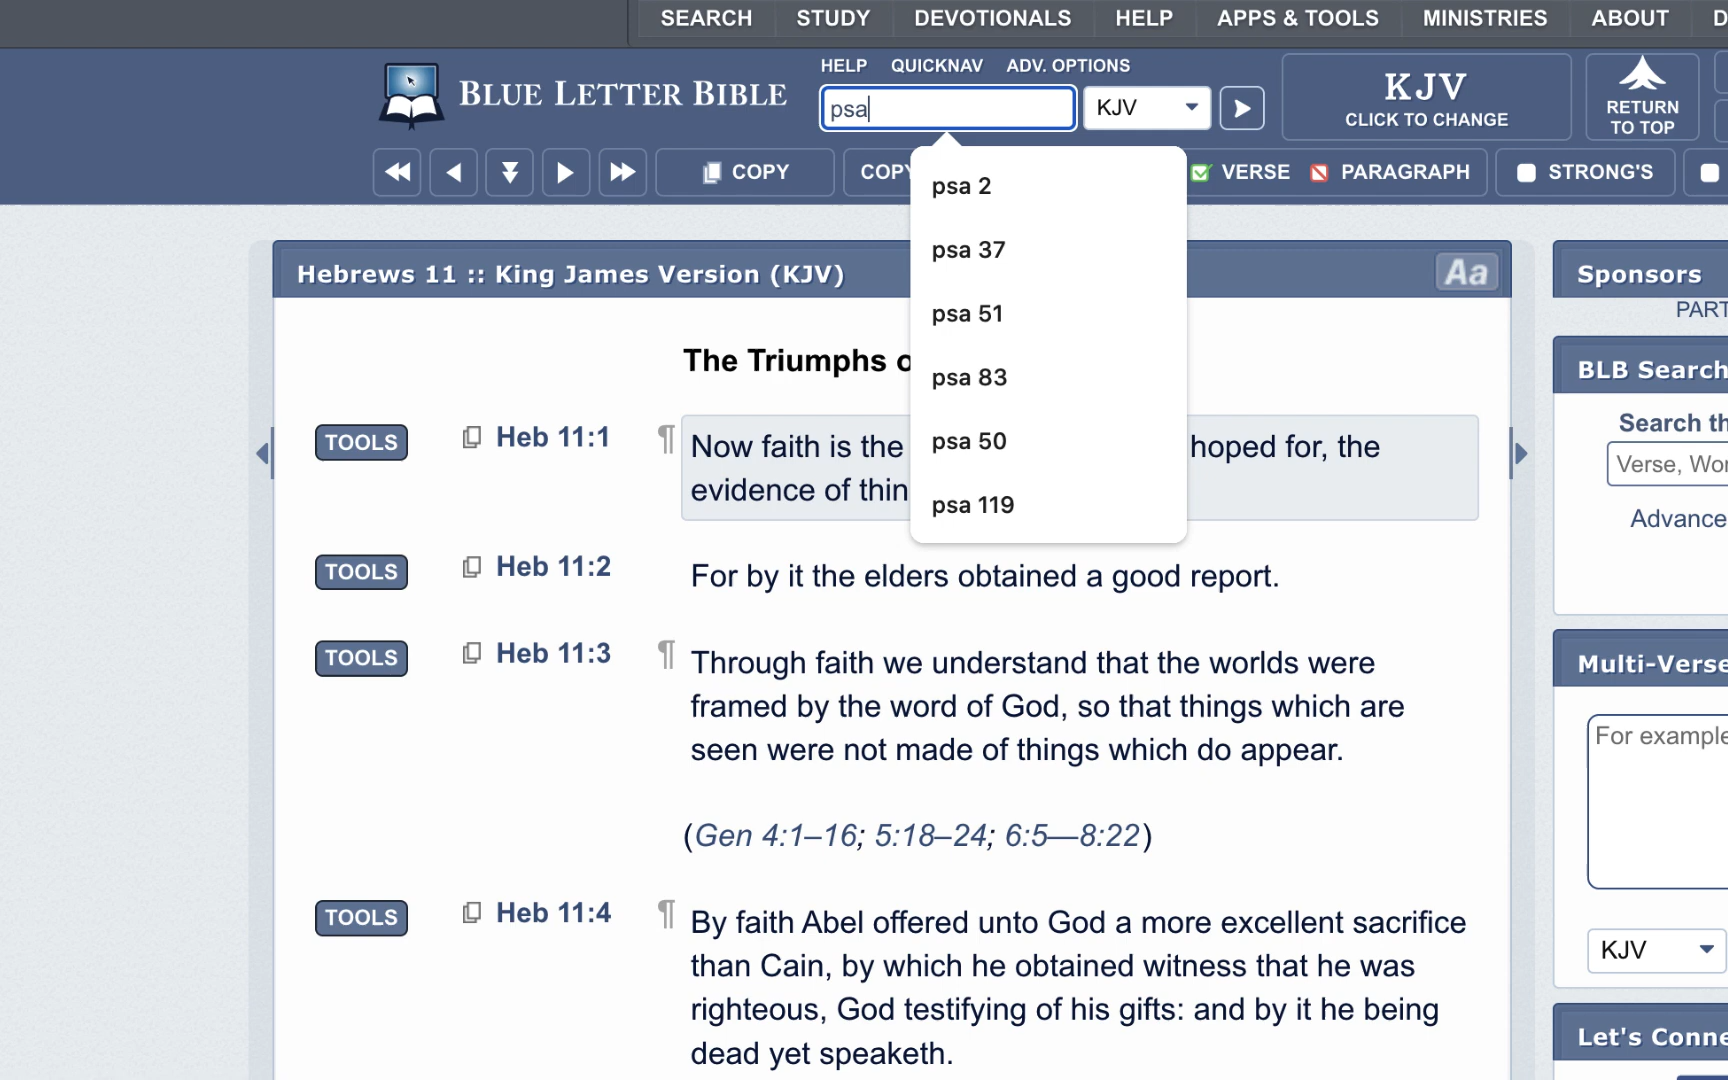 SEARCH STUDY DEVOTIONALS HELP APPS & TOOLS MINISTRIES ABOUT
BLUE LETTER BIBLE
HELP QUICKNAV ADV. OPTIONS
psa KJV
KJV
CLICK TO CHANGE
RETURN
TO TOP
COPY COPY VERSE PARAGRAPH STRONG'S
psa 2
psa 37
psa 51
psa 83
psa 50
psa 119
Hebrews 11 :: King James Version (KJV) Aa
The Triumphs
TOOLS Heb 11:1 ¶ Now faith is the hoped for, the
evidence of
TOOLS Heb 11:2 For by it the elders obtained a good report.
TOOLS Heb 11:3 ¶ Through faith we understand that the worlds were
framed by the word of God, so that things which are
seen were not made of things which do appear.
(Gen 4:1–16; 5:18–24; 6:5—8:22)
TOOLS Heb 11:4 ¶ By faith Abel offered unto God a more excellent sacrifice
than Cain, by which he obtained witness that he was
righteous, God testifying of his gifts: and by it he being
dead yet speaketh.
Sponsors
PART
BLB Search
Search th
Verse, Wor
Advance
Multi-Verse
For example
KJV
Let's Conne